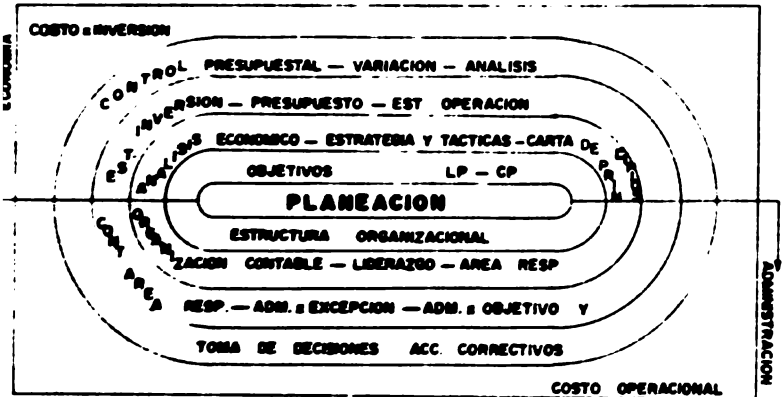 COSTO = INVERSION
ECONOMIA
CONTROL PRESUPUESTAL — VARIACION — ANALISIS
EST. INVERSION — PRESUPUESTO — EST OPERACION
ANALISIS ECONOMICO — ESTRATEGIA Y TACTICAS — CARTA DE PRIM
OBJETIVOS LP — CP
PLANEACION
ESTRUCTURA ORGANIZACIONAL
ORGANIZACION CONTABLE — LIDERAZGO — AREA RESP
CONT AREA RESP. — ADM. = EXCEPCION — ADM. = OBJETIVO Y
TOMA DE DECISIONES ACC. CORRECTIVOS
ADMINISTRACION
COSTO OPERACIONAL